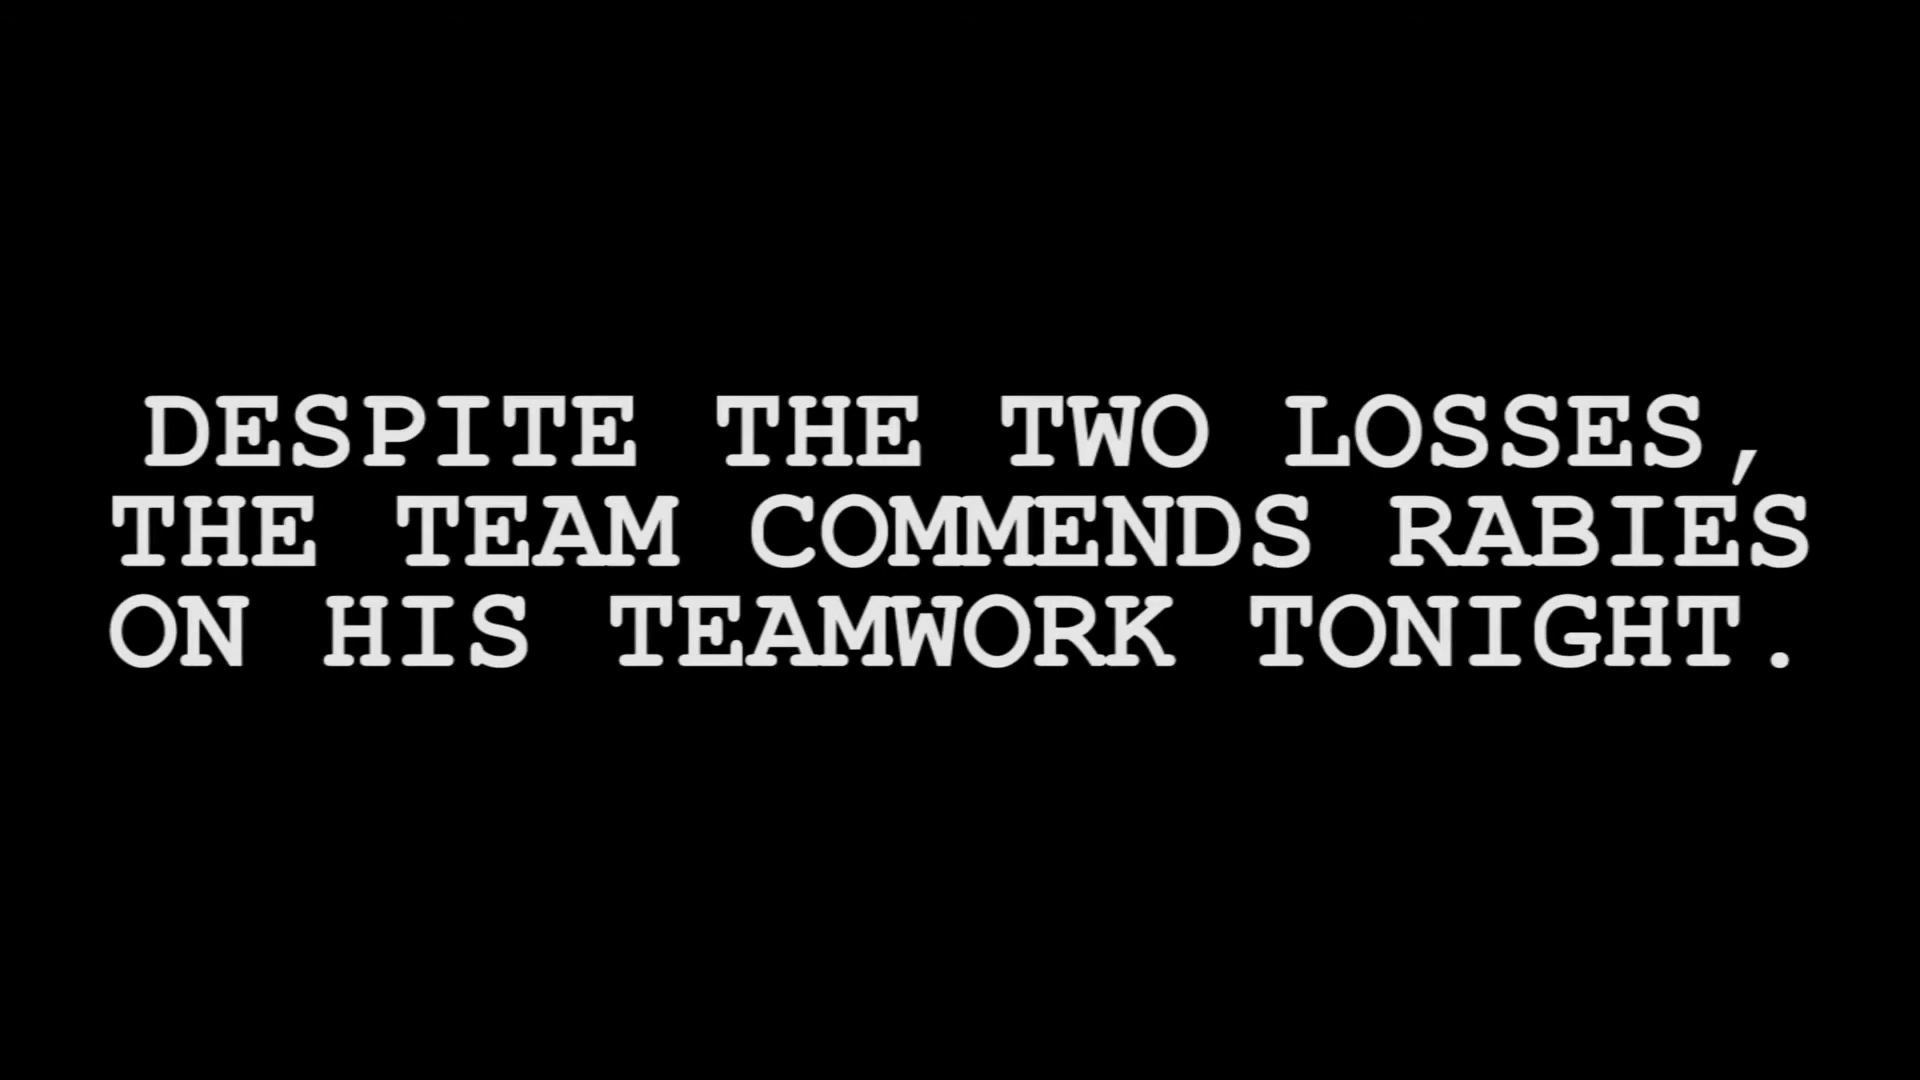 DESPITE THE TWO LOSSES,
THE TEAM COMMENDS RABIES
ON HIS TEAMWORK TONIGHT.